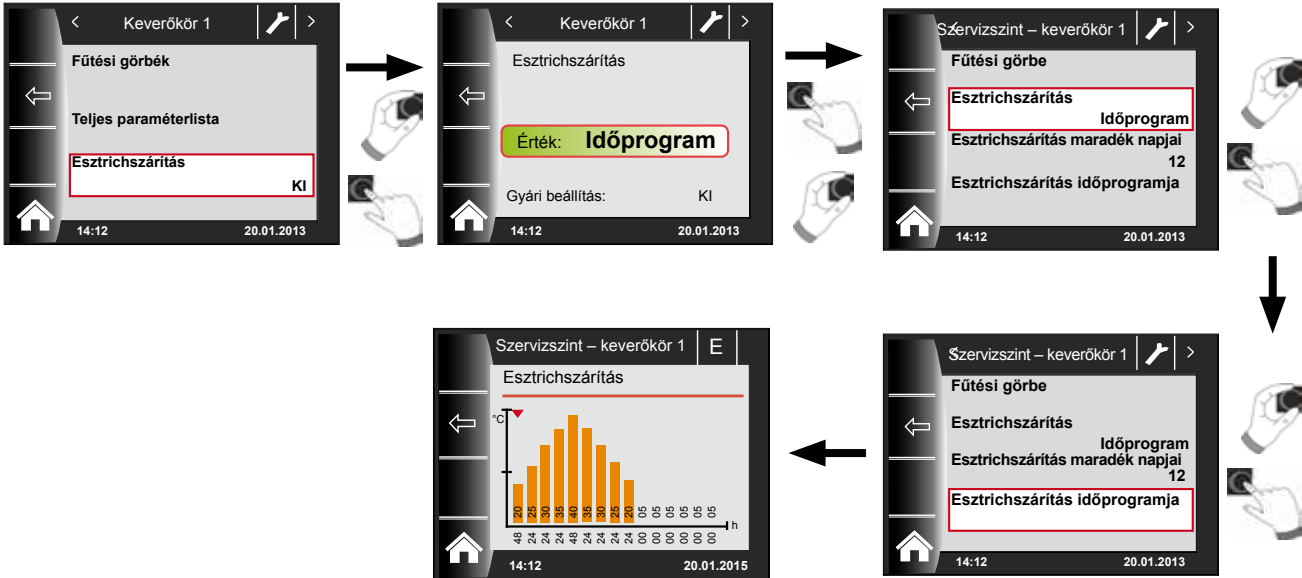 < Keverőkör 1 >
Fűtési görbék
Teljes paraméterlista
Esztrichszárítás
KI
14:12 20.01.2013
< Keverőkör 1 >
Esztrichszárítás
Érték: Időprogram
Gyári beállítás: KI
14:12 20.01.2013
< Szervizszint – keverőkör 1 >
Fűtési görbe
Esztrichszárítás
Időprogram
Esztrichszárítás maradék napjai
12
Esztrichszárítás időprogramja
14:12 20.01.2013
< Szervizszint – keverőkör 1 >
Fűtési görbe
Esztrichszárítás
Időprogram
Esztrichszárítás maradék napjai
12
Esztrichszárítás időprogramja
14:12 20.01.2013
Szervizszint – keverőkör 1 E
Esztrichszárítás
°C
20 25 30 35 40 35 30 25 20 05 05 05 05 05 05
h
48 24 24 24 48 24 24 24 24 00 00 00 00 00 00
14:12 20.01.2015